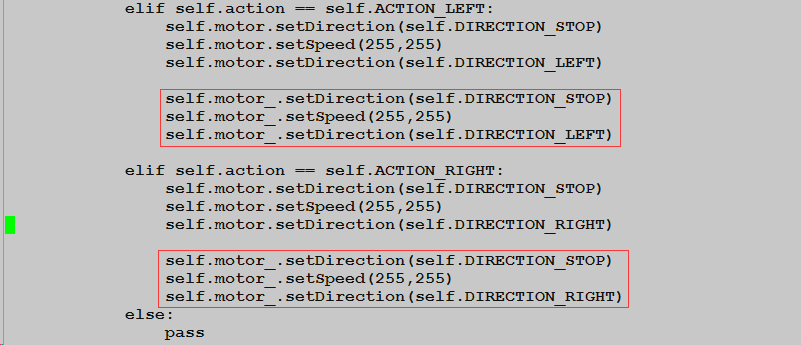 elif self.action == self.ACTION_LEFT:
self.motor.setDirection(self.DIRECTION_STOP)
self.motor.setSpeed(255,255)
self.motor.setDirection(self.DIRECTION_LEFT)
self.motor_.setDirection(self.DIRECTION_STOP)
self.motor_.setSpeed(255,255)
self.motor_.setDirection(self.DIRECTION_LEFT)
elif self.action == self.ACTION_RIGHT:
self.motor.setDirection(self.DIRECTION_STOP)
self.motor.setSpeed(255,255)
self.motor.setDirection(self.DIRECTION_RIGHT)
self.motor_.setDirection(self.DIRECTION_STOP)
self.motor_.setSpeed(255,255)
self.motor_.setDirection(self.DIRECTION_RIGHT)
else:
pass